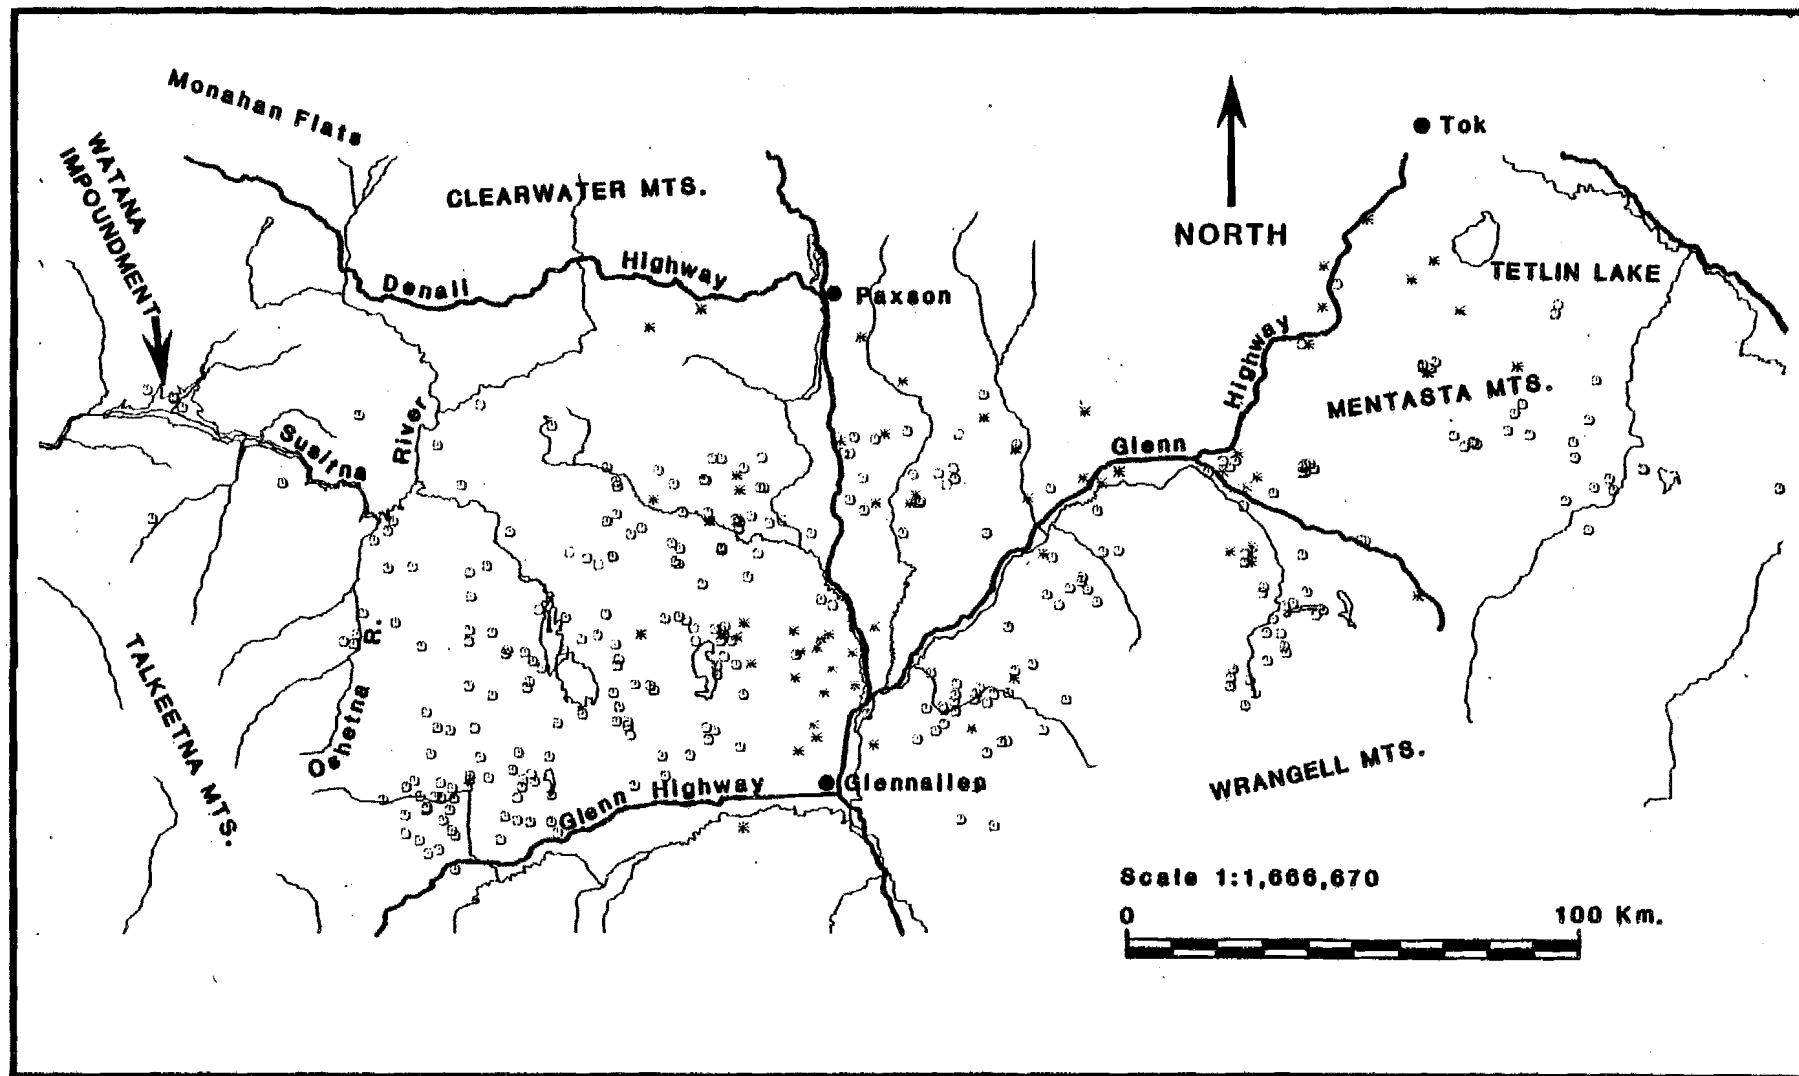 Monahan Flats
WATANA
IMPOUNDMENT
CLEARWATER MTS.
Denali
Highway
Paxson
NORTH
Tok
TETLIN LAKE
MENTASTA MTS.
Highway
Glenn
Susitna
River
TALKEETNA MTS.
Oshetna
R.
Glenn
Highway
Glennallen
WRANGELL MTS.
Scale 1:1,666,670
0
100 Km.